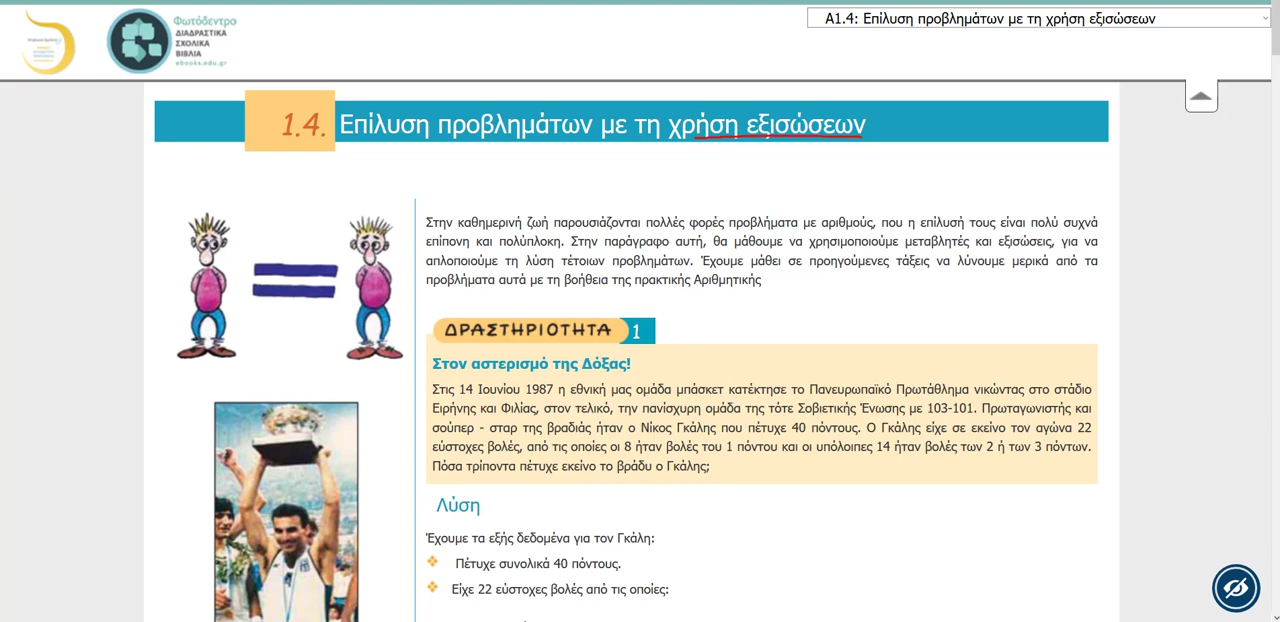 Φωτόδεντρο
ΔΙΑΔΡΑΣΤΙΚΑ
ΣΧΟΛΙΚΑ
ΒΙΒΛΙΑ
ebooks.edu.gr
Α1.4: Επίλυση προβλημάτων με τη χρήση εξισώσεων
1.4. Επίλυση προβλημάτων με τη χρήση εξισώσεων
Στην καθημερινή ζωή παρουσιάζονται πολλές φορές προβλήματα με αριθμούς, που η επίλυσή τους είναι πολύ συχνά
επίπονη και πολύπλοκη. Στην παράγραφο αυτή, θα μάθουμε να χρησιμοποιούμε μεταβλητές και εξισώσεις, για να
απλοποιούμε τη λύση τέτοιων προβλημάτων. Έχουμε μάθει σε προηγούμενες τάξεις να λύνουμε μερικά από τα
προβλήματα αυτά με τη βοήθεια της πρακτικής Αριθμητικής
ΔΡΑΣΤΗΡΙΟΤΗΤΑ 1
Στον αστερισμό της Δόξας!
Στις 14 Ιουνίου 1987 η εθνική μας ομάδα μπάσκετ κατέκτησε το Πανευρωπαϊκό Πρωτάθλημα νικώντας στο στάδιο
Ειρήνης και Φιλίας, στον τελικό, την πανίσχυρη ομάδα της τότε Σοβιετικής Ένωσης με 103-101. Πρωταγωνιστής και
σούπερ - σταρ της βραδιάς ήταν ο Νίκος Γκάλης που πέτυχε 40 πόντους. Ο Γκάλης είχε σε εκείνο τον αγώνα 22
εύστοχες βολές, από τις οποίες οι 8 ήταν βολές του 1 πόντου και οι υπόλοιπες 14 ήταν βολές των 2 ή των 3 πόντων.
Πόσα τρίποντα πέτυχε εκείνο το βράδυ ο Γκάλης;
Λύση
Έχουμε τα εξής δεδομένα για τον Γκάλη:
Πέτυχε συνολικά 40 πόντους.
Είχε 22 εύστοχες βολές από τις οποίες: